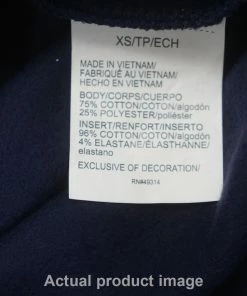 XS/TP/ECH
MADE IN VIETNAM/
FABRIQUÉ AU VIETNAM/
HECHO EN VIETNAM
BODY/CORPS/CUERPO
75% COTTON/COTON/algodón
25% POLYESTER/poliéster
INSERT/RENFORT/INSERTO
96% COTTON/COTON/algodón
4% ELASTANE/ÉLASTHANNE/
elastano
EXCLUSIVE OF DECORATION/
RN#49314
Actual product image